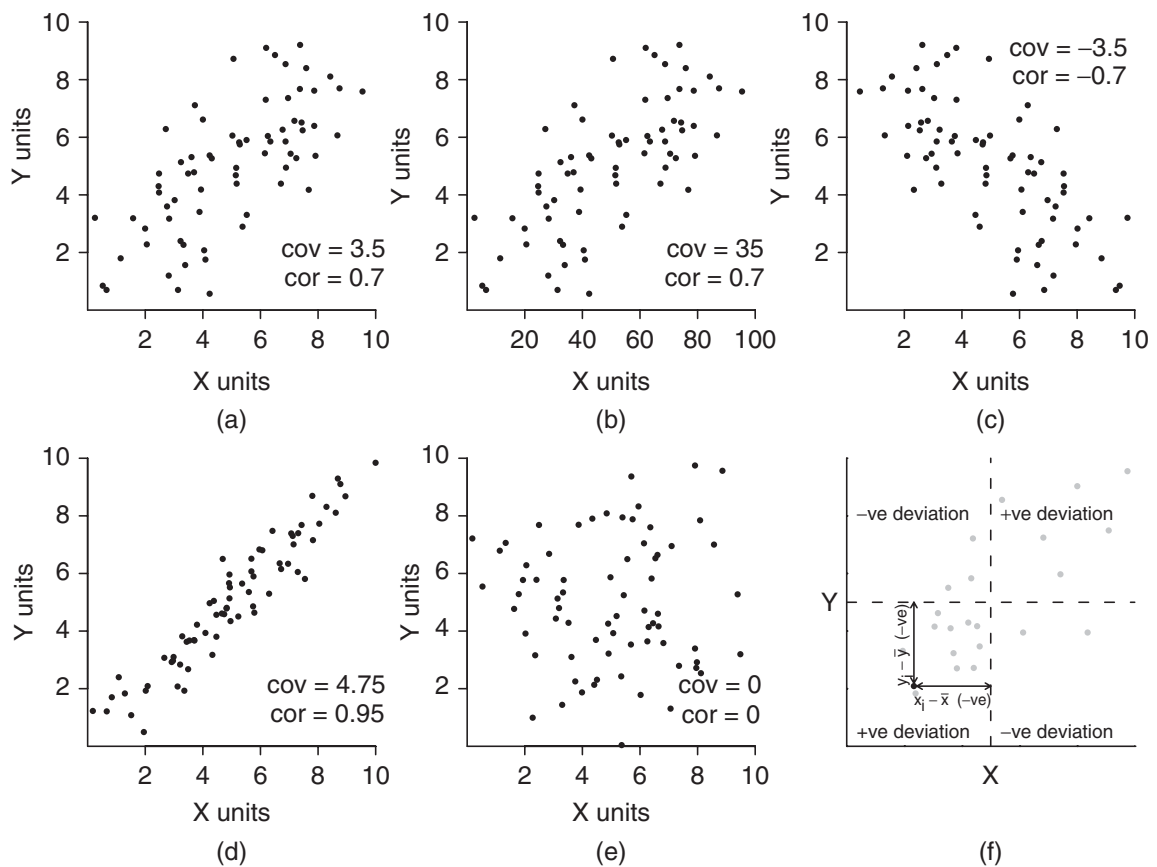 10
8
6
4
2
Y units
cov = 3.5
cor = 0.7
2 4 6 8 10
X units
(a)
10
8
6
4
2
Y units
cov = 35
cor = 0.7
20 40 60 80 100
X units
(b)
10
8
6
4
2
Y units
cov = −3.5
cor = −0.7
2 4 6 8 10
X units
(c)
10
8
6
4
2
Y units
cov = 4.75
cor = 0.95
2 4 6 8 10
X units
(d)
10
8
6
4
2
Y units
cov = 0
cor = 0
2 4 6 8 10
X units
(e)
−ve deviation +ve deviation
Y
yi − y̅ (−ve)
xi − x̅ (−ve)
+ve deviation −ve deviation
X
(f)